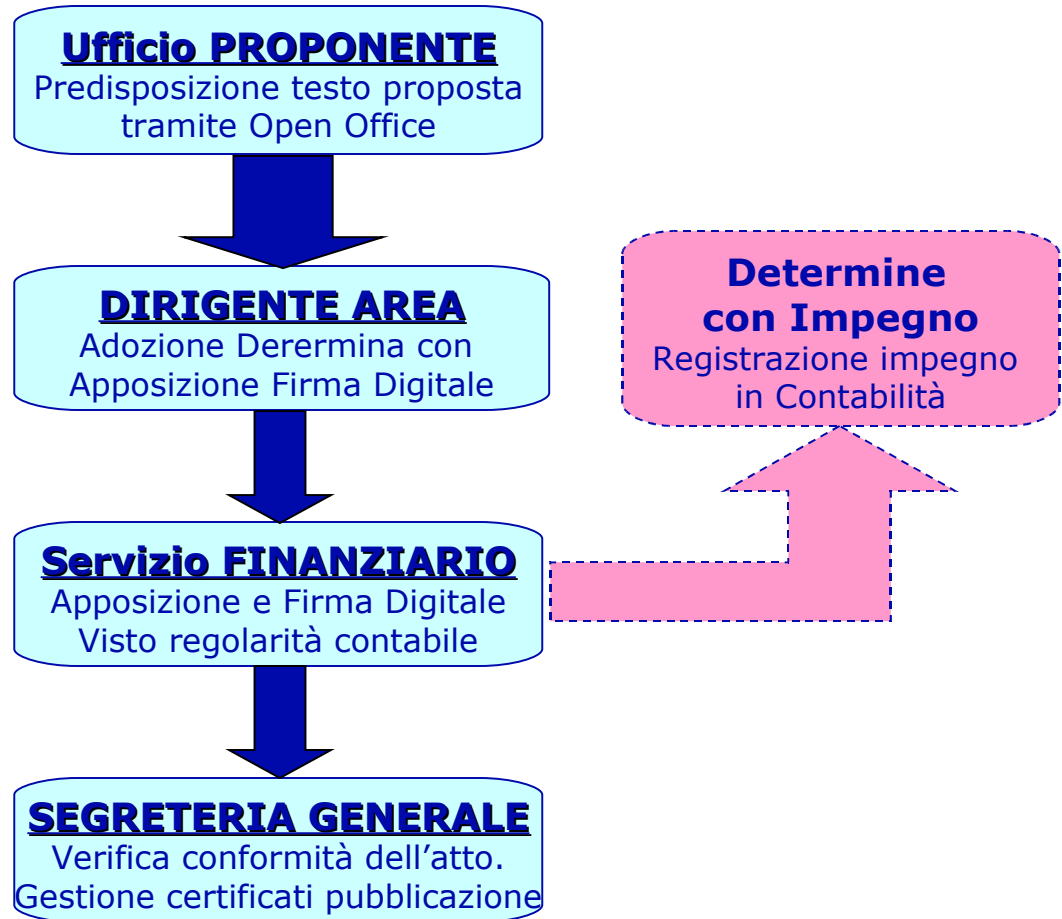 Ufficio PROPONENTE
Predisposizione testo proposta
tramite Open Office
DIRIGENTE AREA
Adozione Derermina con
Apposizione Firma Digitale
Determine
con Impegno
Registrazione impegno
in Contabilità
Servizio FINANZIARIO
Apposizione e Firma Digitale
Visto regolarità contabile
SEGRETERIA GENERALE
Verifica conformità dell’atto.
Gestione certificati pubblicazione